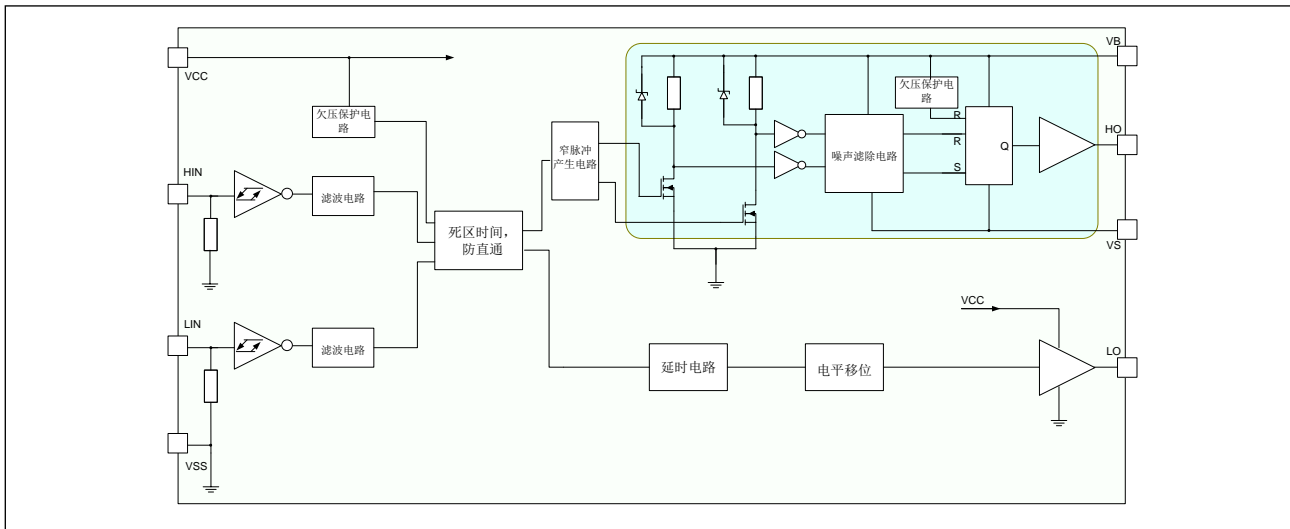 VCC
欠压保护电
路
HIN
滤波电路
LIN
滤波电路
VSS
死区时间，
防直通
窄脉冲
产生电路
欠压保护电
路
噪声滤除电路
R
R
S
Q
VB
HO
VS
延时电路
电平移位
VCC
LO